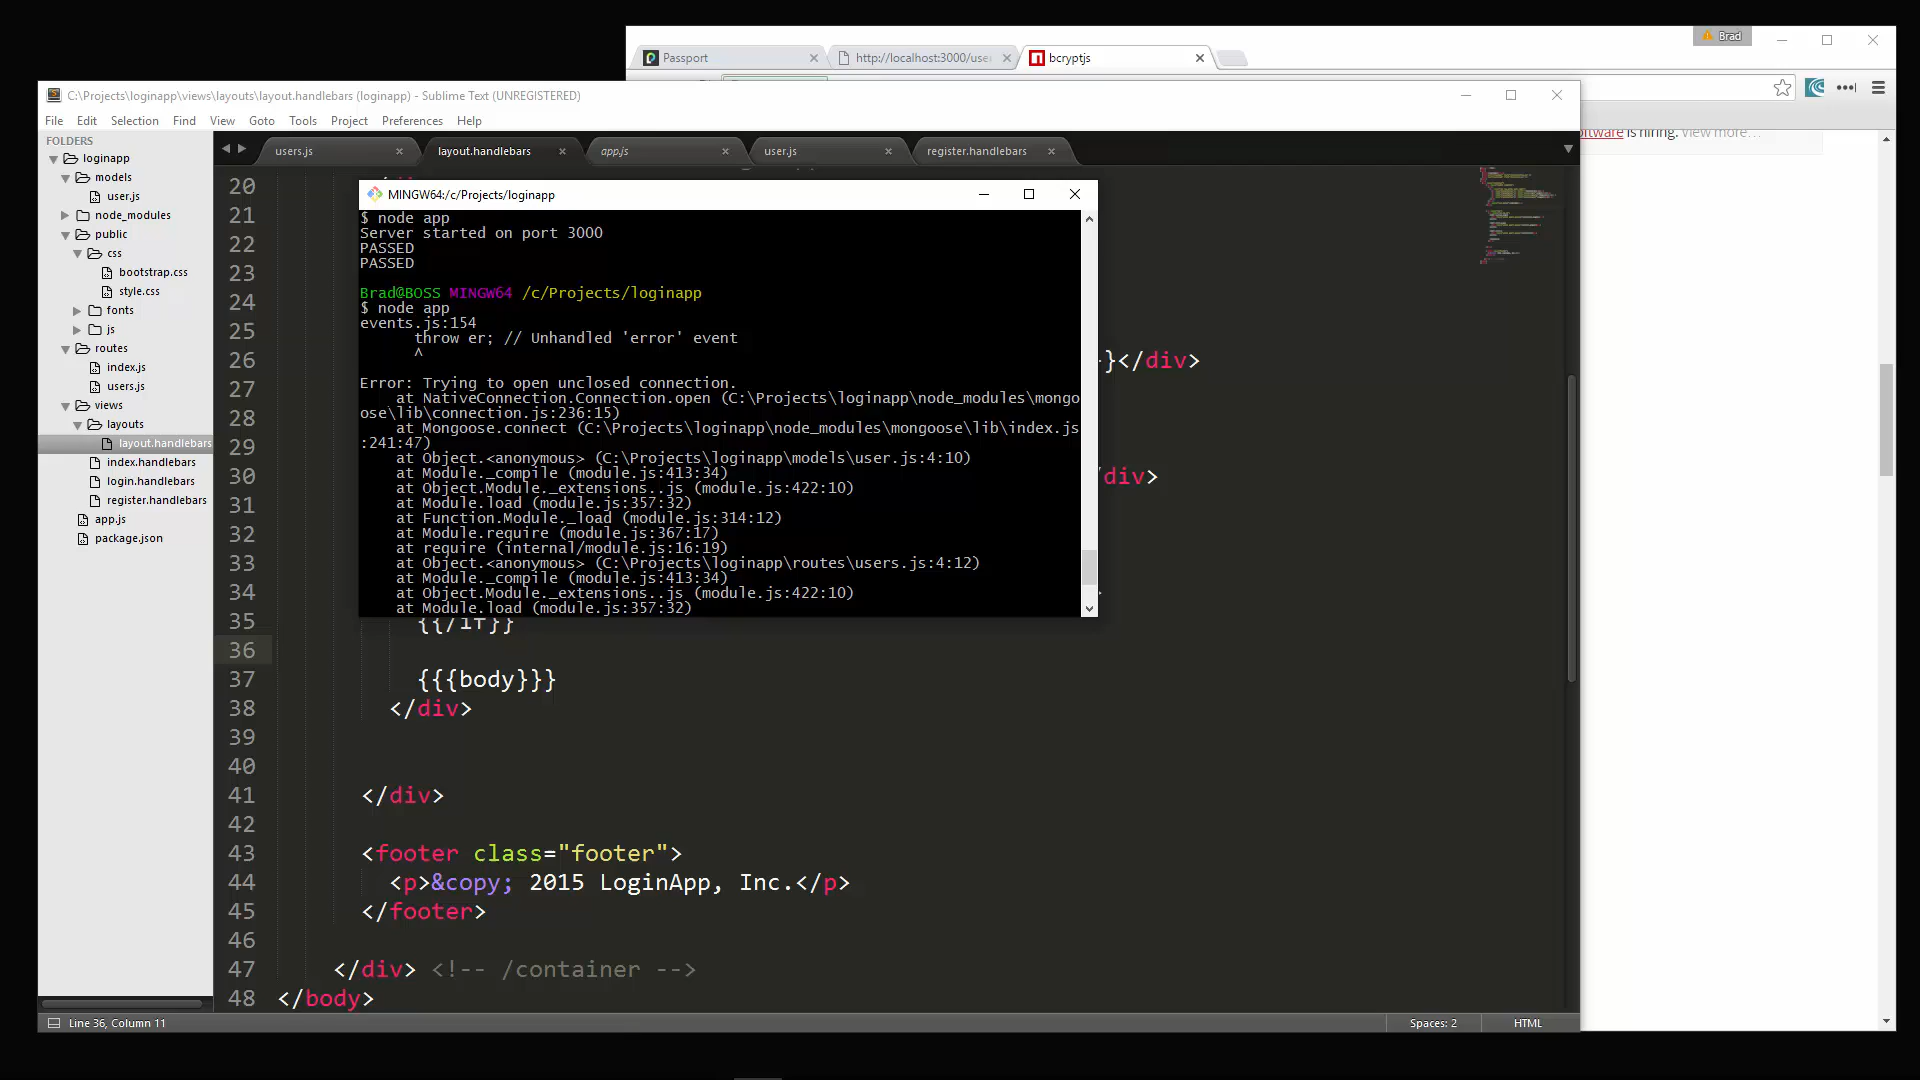 Brad
Passport
http://localhost:3000/use
bcryptjs
C:\Projects\loginapp\views\layouts\layout.handlebars (loginapp) - Sublime Text (UNREGISTERED)
File Edit Selection Find View Goto Tools Project Preferences Help
is hiring. View more...
FOLDERS
loginapp
models
user.js
node_modules
public
css
bootstrap.css
style.css
fonts
js
routes
index.js
users.js
views
layouts
layout.handlebars
index.handlebars
login.handlebars
register.handlebars
app.js
package.json
users.js
layout.handlebars
app.js
user.js
register.handlebars
MINGW64:/c/Projects/loginapp
$ node app
Server started on port 3000
PASSED
PASSED
Brad@BOSS MINGW64 /c/Projects/loginapp
$ node app
events.js:154
throw er; // Unhandled 'error' event
^
Error: Trying to open unclosed connection.
at NativeConnection.Connection.open (C:\Projects\loginapp\node_modules\mongo
ose\lib\connection.js:236:15)
at Mongoose.connect (C:\Projects\loginapp\node_modules\mongoose\lib\index.js
:241:47)
at Object.<anonymous> (C:\Projects\loginapp\models\user.js:4:10)
at Module._compile (module.js:413:34)
at Object.Module._extensions..js (module.js:422:10)
at Module.load (module.js:357:32)
at Function.Module._load (module.js:314:12)
at Module.require (module.js:367:17)
at require (internal/module.js:16:19)
at Object.<anonymous> (C:\Projects\loginapp\routes\users.js:4:12)
at Module._compile (module.js:413:34)
at Object.Module._extensions..js (module.js:422:10)
at Module.load (module.js:357:32)
20
21
22
23
24
25
26 }</div>
27
28
29
30 div>
31
32
33
34
35 {{/if}}
36
37 {{{body}}}
38 </div>
39
40
41 </div>
42
43 <footer class="footer">
44 <p>&copy; 2015 LoginApp, Inc.</p>
45 </footer>
46
47 </div> <!-- /container -->
48 </body>
Line 36, Column 11
Spaces: 2
HTML